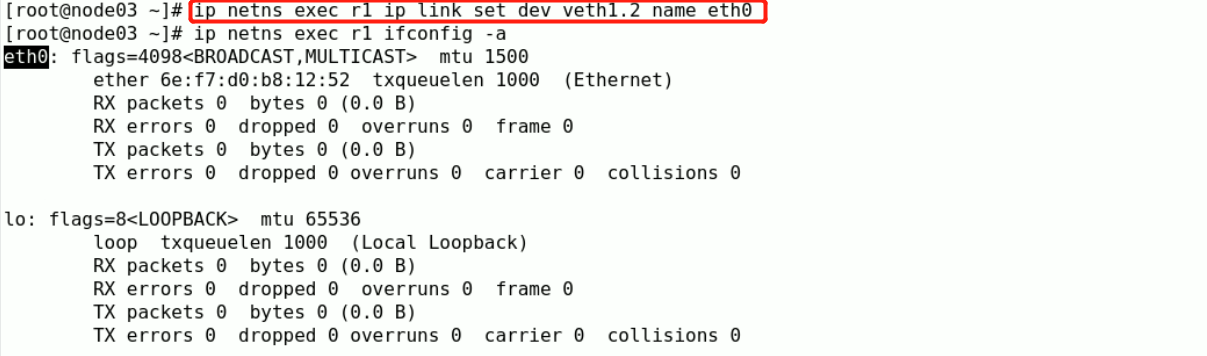 [root@node03 ~]# ip netns exec r1 ip link set dev veth1.2 name eth0
[root@node03 ~]# ip netns exec r1 ifconfig -a
eth0: flags=4098<BROADCAST,MULTICAST>  mtu 1500
        ether 6e:f7:d0:b8:12:52  txqueuelen 1000  (Ethernet)
        RX packets 0  bytes 0 (0.0 B)
        RX errors 0  dropped 0  overruns 0  frame 0
        TX packets 0  bytes 0 (0.0 B)
        TX errors 0  dropped 0 overruns 0  carrier 0  collisions 0

lo: flags=8<LOOPBACK>  mtu 65536
        loop  txqueuelen 1000  (Local Loopback)
        RX packets 0  bytes 0 (0.0 B)
        RX errors 0  dropped 0  overruns 0  frame 0
        TX packets 0  bytes 0 (0.0 B)
        TX errors 0  dropped 0 overruns 0  carrier 0  collisions 0